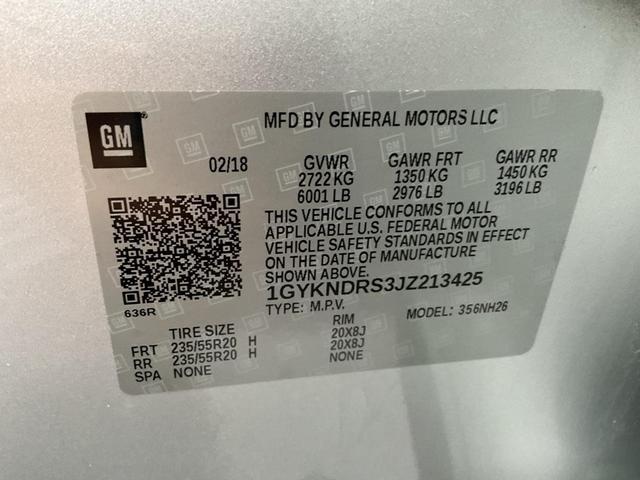 GM
MFD BY GENERAL MOTORS LLC
02/18
GVWR GAWR FRT GAWR RR
2722 KG 1350 KG 1450 KG
6001 LB 2976 LB 3196 LB
THIS VEHICLE CONFORMS TO ALL
APPLICABLE U.S. FEDERAL MOTOR
VEHICLE SAFETY STANDARDS IN EFFECT
ON THE DATE OF MANUFACTURE
SHOWN ABOVE.
1GYKNDRS3JZ213425
TYPE: M.P.V. MODEL: 356NH26
636R
TIRE SIZE RIM
FRT 235/55R20 H 20X8J
RR 235/55R20 H 20X8J
SPA NONE NONE